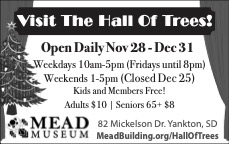 Visit The Hall Of Trees!
Open Daily Nov 28 - Dec 31
Weekdays 10am-5pm (Fridays until 8pm)
Weekends 1-5pm (Closed Dec 25)
Kids and Members Free!
Adults $10 | Seniors 65+ $8
MEAD
MUSEUM
82 Mickelson Dr. Yankton, SD
MeadBuilding.org/HallOfTrees